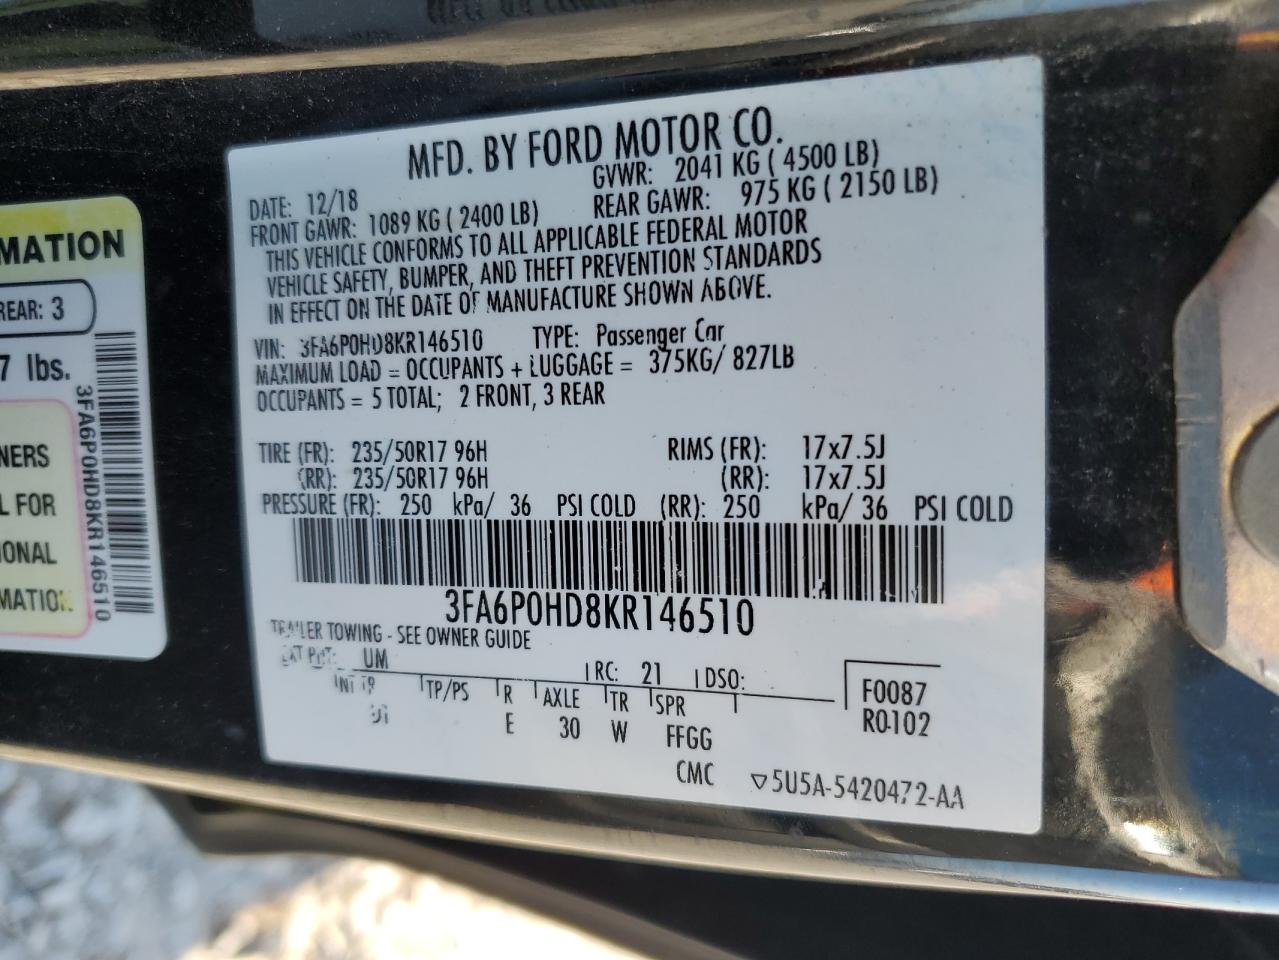 MATION
REAR: 3
7 lbs.
NERS
L FOR
IONAL
MATION
3FA6P0HD8KR146510
MFD. BY FORD MOTOR CO.
DATE: 12/18 GVWR: 2041 KG ( 4500 LB)
FRONT GAWR: 1089 KG ( 2400 LB) REAR GAWR: 975 KG ( 2150 LB)
THIS VEHICLE CONFORMS TO ALL APPLICABLE FEDERAL MOTOR
VEHICLE SAFETY, BUMPER, AND THEFT PREVENTION STANDARDS
IN EFFECT ON THE DATE OF MANUFACTURE SHOWN ABOVE.
VIN: 3FA6P0HD8KR146510 TYPE: Passenger Car
MAXIMUM LOAD = OCCUPANTS + LUGGAGE = 375KG/ 827LB
OCCUPANTS = 5 TOTAL; 2 FRONT, 3 REAR
TIRE (FR): 235/50R17 96H RIMS (FR): 17x7.5J
(RR): 235/50R17 96H (RR): 17x7.5J
PRESSURE (FR): 250 kPa/ 36 PSI COLD (RR): 250 kPa/ 36 PSI COLD
3FA6P0HD8KR146510
TRAILER TOWING - SEE OWNER GUIDE
EXT PNT: UM RC: 21 DSO: F0087
INT TR TP/PS R AXLE TR SPR R0102
E 30 W FFGG
CMC
▽5U5A-5420472-AA